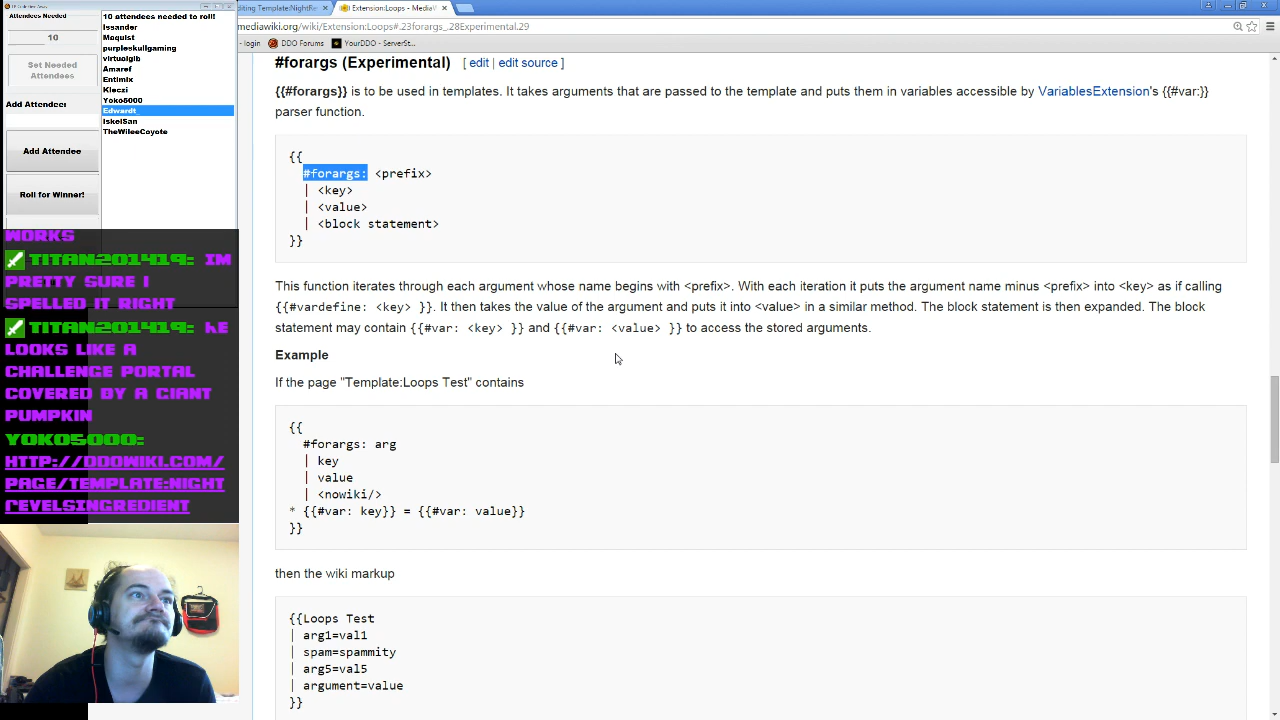 Attendees Needed
10
Set Needed
Attendees
Add Attendee:
Add Attendee
Roll for Winner!
10 attendees needed to roll!
Issander
Moquist
purpleskullgaming
virtualgib
Amaref
Entimix
Kleczi
Yoko5000
Edwardt_
IskelSan
TheWileeCoyote
WORKS
TITAN201419: IM
PRETTY SURE I
SPELLED IT RIGHT
TITAN201419: HE
LOOKS LIKE A
CHALLENGE PORTAL
COVERED BY A GIANT
PUMPKIN
YOKO5000:
HTTP://DDOWIKI.COM/
PAGE/TEMPLATE:NIGHT
REVELSINGREDIENT
Editing Template:NightRe
Extension:Loops - MediaW
mediawiki.org/wiki/Extension:Loops#.23forargs_.28Experimental.29
- login
DDO Forums
YourDDO - ServerSt...
#forargs (Experimental) [ edit | edit source ]
{{#forargs}} is to be used in templates. It takes arguments that are passed to the template and puts them in variables accessible by VariablesExtension's {{#var:}}
parser function.
{{
#forargs: <prefix>
| <key>
| <value>
| <block statement>
}}
This function iterates through each argument whose name begins with <prefix>. With each iteration it puts the argument name minus <prefix> into <key> as if calling
{{#vardefine: <key> }}. It then takes the value of the argument and puts it into <value> in a similar method. The block statement is then expanded. The block
statement may contain {{#var: <key> }} and {{#var: <value> }} to access the stored arguments.
Example
If the page "Template:Loops Test" contains
{{
#forargs: arg
| key
| value
| <nowiki/>
* {{#var: key}} = {{#var: value}}
}}
then the wiki markup
{{Loops Test
| arg1=val1
| spam=spammity
| arg5=val5
| argument=value
}}